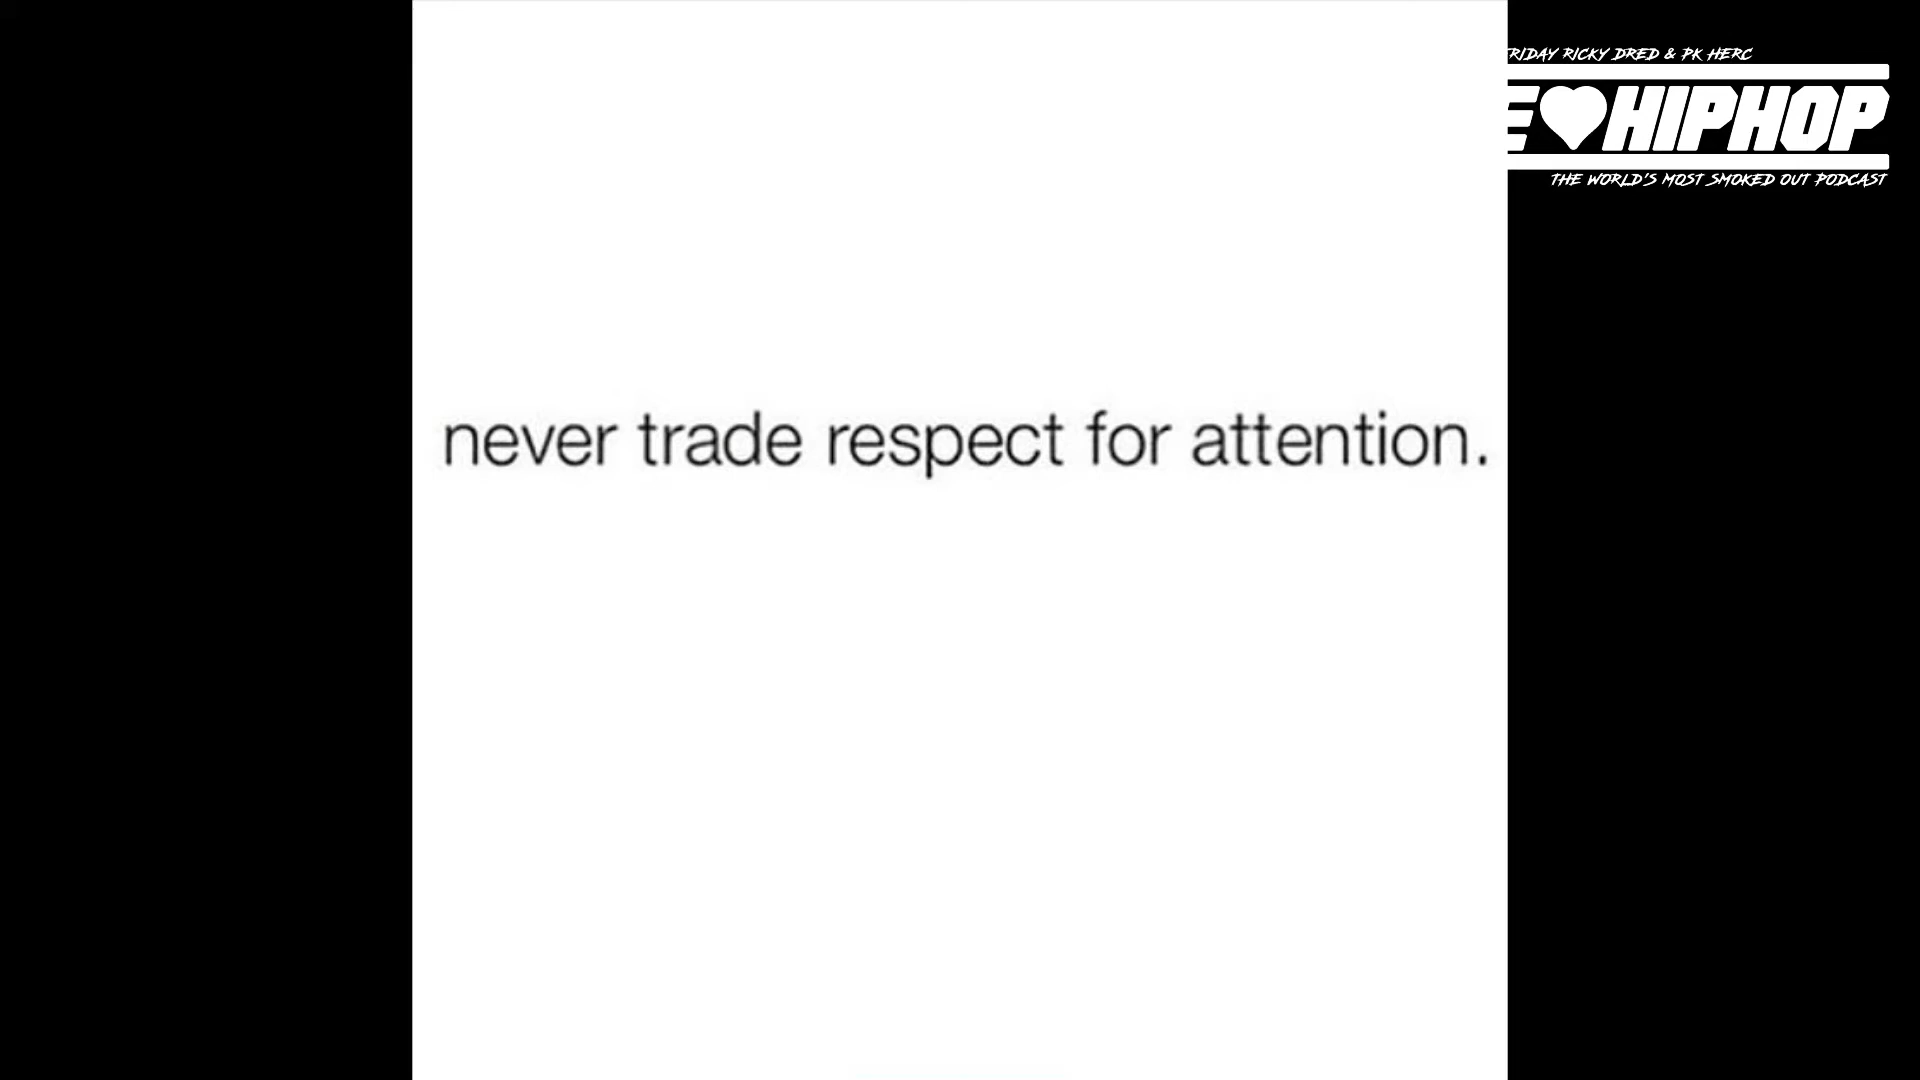 RIDAY RICKY DRED & PK HERC
E♥HIPHOP
THE WORLD'S MOST SMOKED OUT PODCAST
never trade respect for attention.